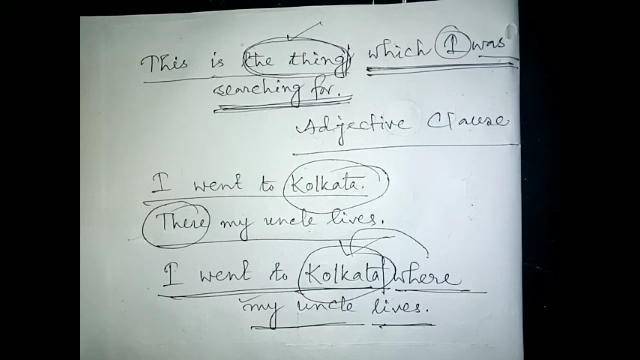 This is the thing which I was
searching for.
Adjective Clause
I went to Kolkata.
There my uncle lives.
I went to Kolkata where
my uncle lives.